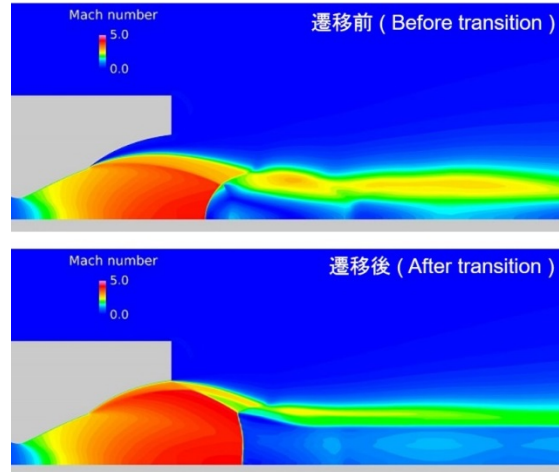 Mach number
5.0
0.0
遷移前 ( Before transition )
Mach number
5.0
0.0
遷移後 ( After transition )